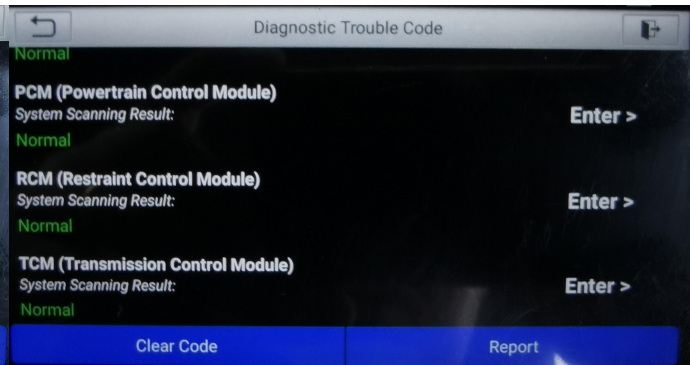 Diagnostic Trouble Code
Normal
PCM (Powertrain Control Module)
System Scanning Result:
Enter >
Normal
RCM (Restraint Control Module)
System Scanning Result:
Enter >
Normal
TCM (Transmission Control Module)
System Scanning Result:
Enter >
Normal
Clear Code
Report